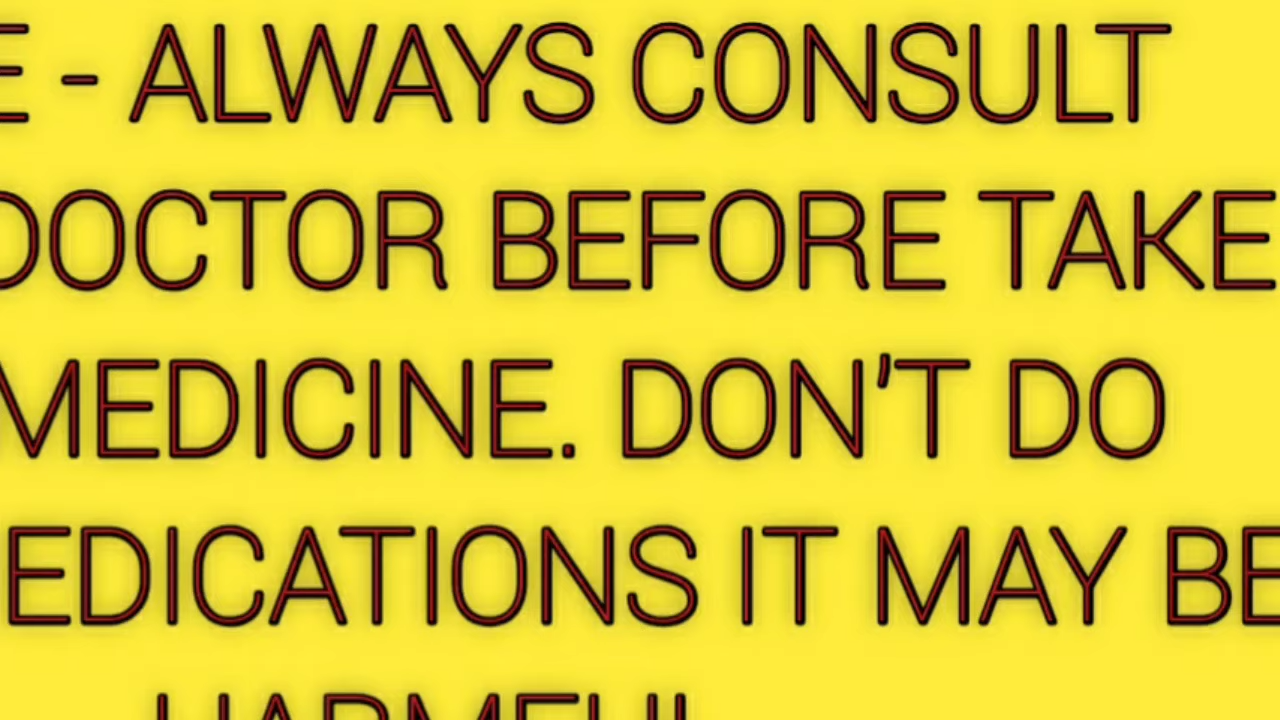 E - ALWAYS CONSULT
DOCTOR BEFORE TAKE
MEDICINE. DON'T DO
EDICATIONS IT MAY BE
HARMFUL